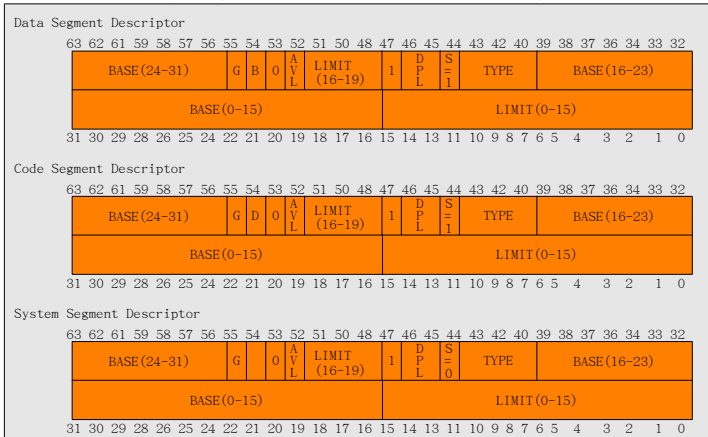 Data Segment Descriptor
63 62 61 59 58 57 56 55 54 53 52 51 50 48 47 46 45 44 43 42 40 39 38 37 36 35 34 33 32
BASE(24-31) G B 0 AVL LIMIT (16-19) 1 DPL S=1 TYPE BASE(16-23)
BASE(0-15) LIMIT(0-15)
31 30 29 28 26 25 24 22 21 20 19 18 17 16 15 14 13 11 10 9 8 7 6 5 4 3 2 1 0
Code Segment Descriptor
63 62 61 59 58 57 56 55 54 53 52 51 50 48 47 46 45 44 43 42 40 39 38 37 36 35 34 33 32
BASE(24-31) G D 0 AVL LIMIT (16-19) 1 DPL S=1 TYPE BASE(16-23)
BASE(0-15) LIMIT(0-15)
31 30 29 28 26 25 24 22 21 20 19 18 17 16 15 14 13 11 10 9 8 7 6 5 4 3 2 1 0
System Segment Descriptor
63 62 61 59 58 57 56 55 54 53 52 51 50 48 47 46 45 44 43 42 40 39 38 37 36 35 34 33 32
BASE(24-31) G 0 AVL LIMIT (16-19) 1 DPL S=0 TYPE BASE(16-23)
BASE(0-15) LIMIT(0-15)
31 30 29 28 26 25 24 22 21 20 19 18 17 16 15 14 13 11 10 9 8 7 6 5 4 3 2 1 0